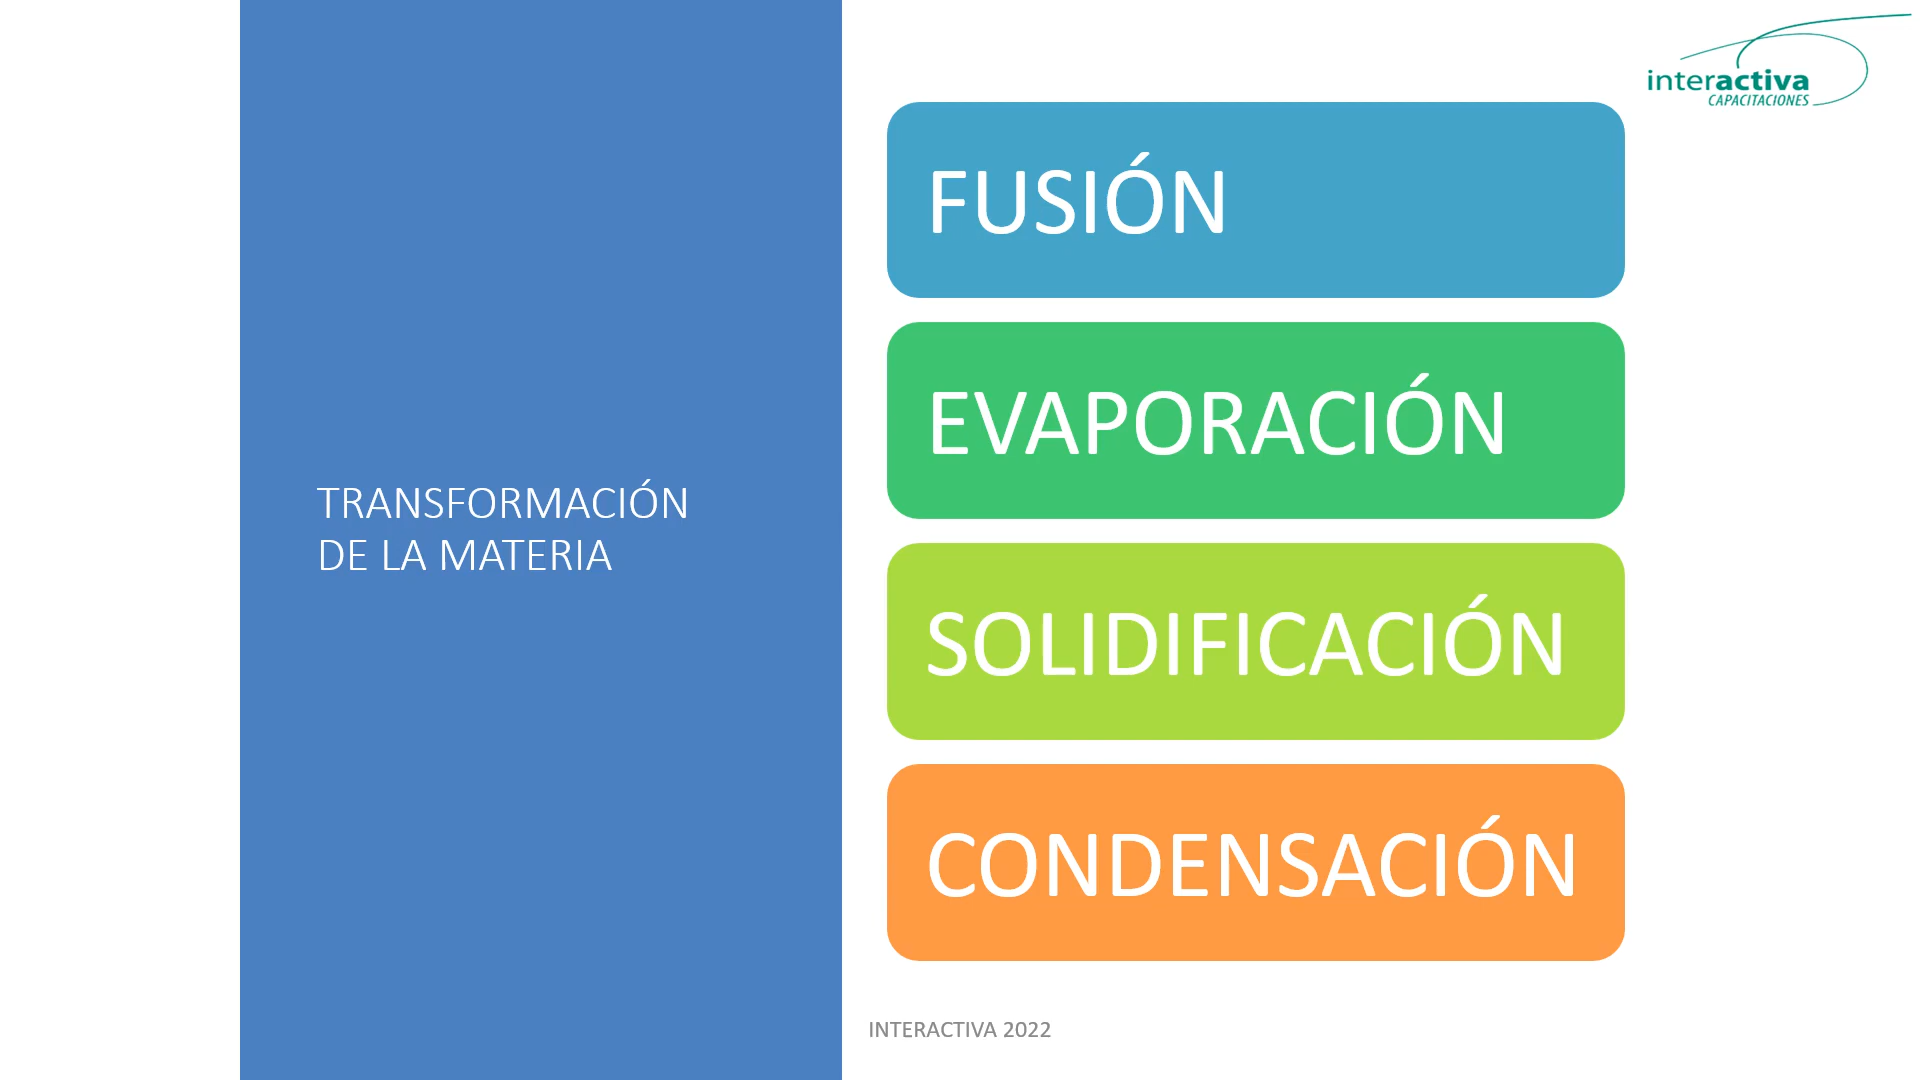 interactiva
CAPACITACIONES
TRANSFORMACIÓN
DE LA MATERIA
FUSIÓN
EVAPORACIÓN
SOLIDIFICACIÓN
CONDENSACIÓN
INTERACTIVA 2022